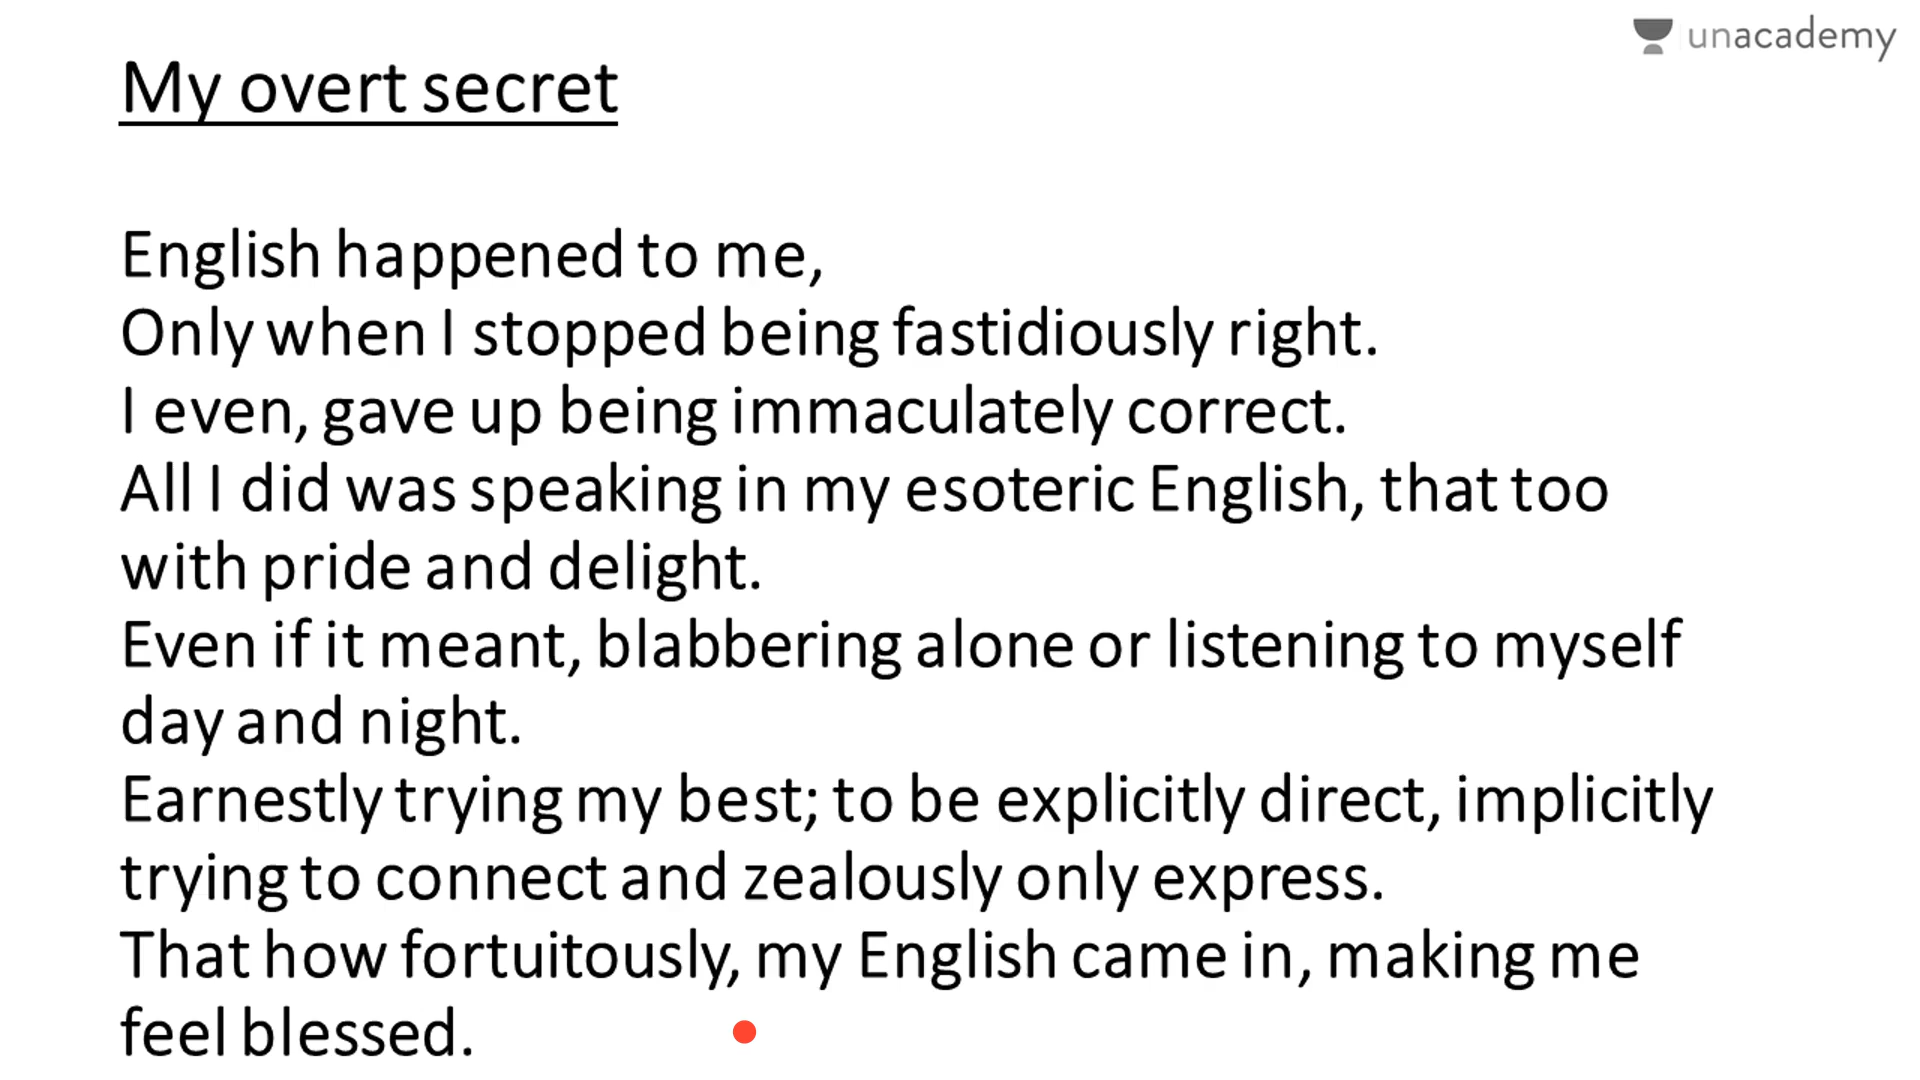 unacademy
My overt secret
English happened to me,
Only when I stopped being fastidiously right.
I even, gave up being immaculately correct.
All I did was speaking in my esoteric English, that too
with pride and delight.
Even if it meant, blabbering alone or listening to myself
day and night.
Earnestly trying my best; to be explicitly direct, implicitly
trying to connect and zealously only express.
That how fortuitously, my English came in, making me
feel blessed.